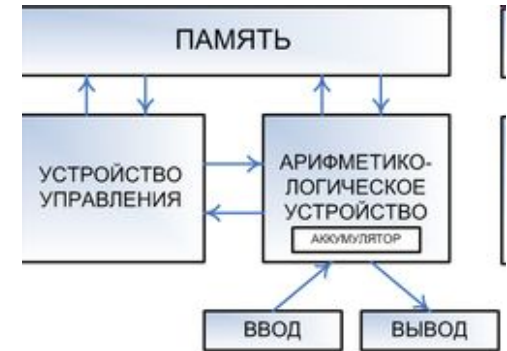 ПАМЯТЬ
УСТРОЙСТВО
УПРАВЛЕНИЯ
АРИФМЕТИКО-
ЛОГИЧЕСКОЕ
УСТРОЙСТВО
АККУМУЛЯТОР
ВВОД
ВЫВОД